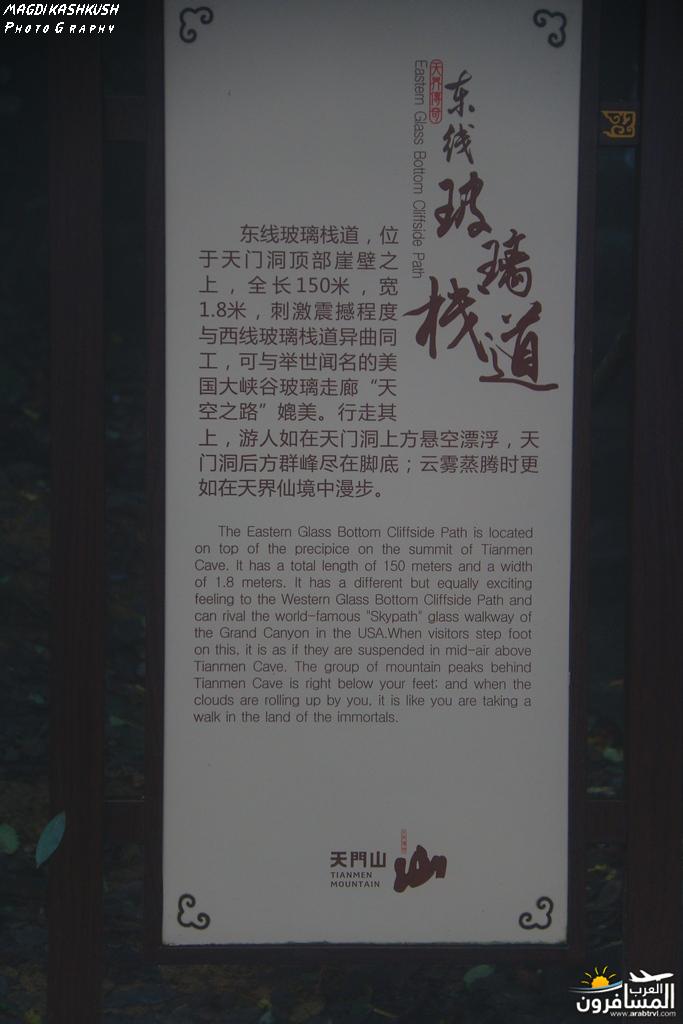 MAGDI KASHKUSH
PHOTOGRAPHY
天界传奇
东线
玻璃
栈道
Eastern Glass Bottom Cliffside Path
东线玻璃栈道，位
于天门洞顶部崖壁之
上，全长150米，宽
1.8米，刺激震撼程度
与西线玻璃栈道异曲同
工，可与举世闻名的美
国大峡谷玻璃走廊“天
空之路”媲美。行走其
上，游人如在天门洞上方悬空漂浮，天
门洞后方群峰尽在脚底；云雾蒸腾时更
如在天界仙境中漫步。
The Eastern Glass Bottom Cliffside Path is located
on top of the precipice on the summit of Tianmen
Cave. It has a total length of 150 meters and a width
of 1.8 meters. It has a different but equally exciting
feeling to the Western Glass Bottom Cliffside Path and
can rival the world-famous "Skypath" glass walkway of
the Grand Canyon in the USA.When visitors step foot
on this, it is as if they are suspended in mid-air above
Tianmen Cave. The group of mountain peaks behind
Tianmen Cave is right below your feet; and when the
clouds are rolling up by you, it is like you are taking a
walk in the land of the immortals.
天門山
TIANMEN
MOUNTAIN
العرب
المسافرون
www.arabtrvl.com